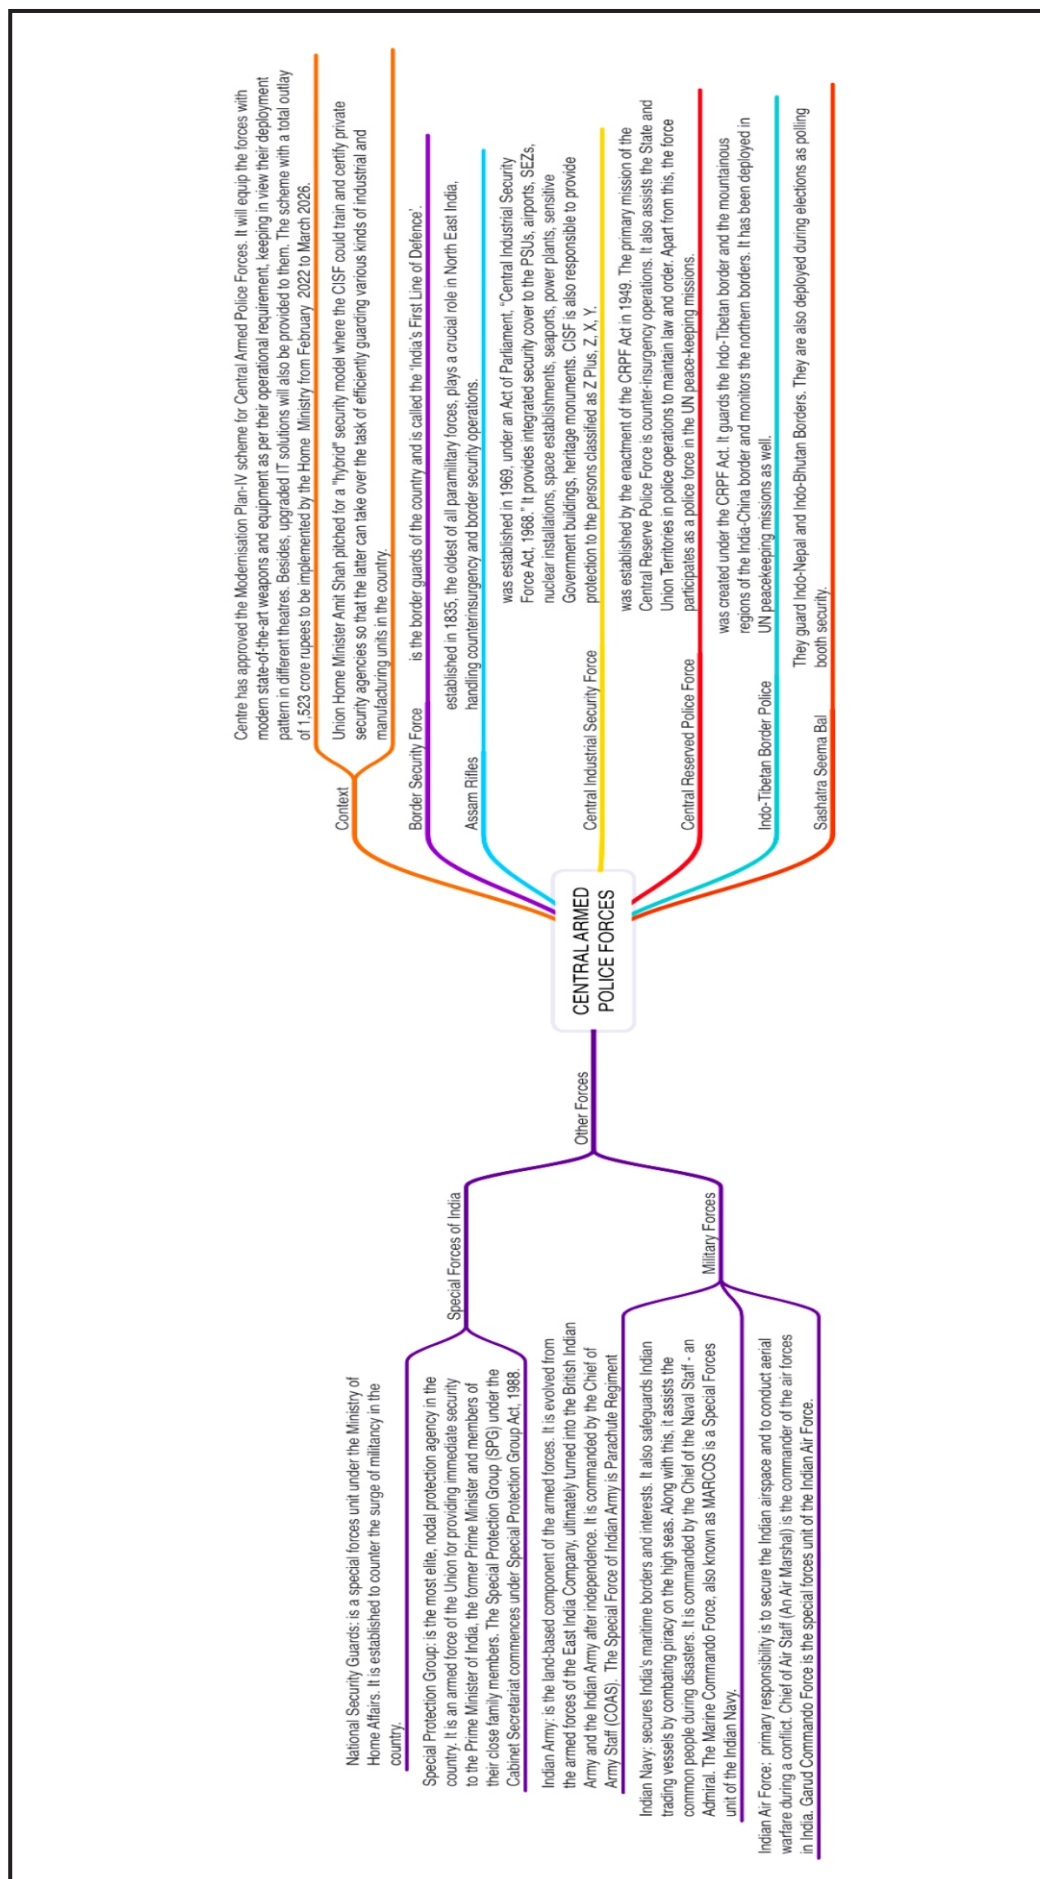 Centre has approved the Modernisation Plan-IV scheme for Central Armed Police Forces. It will equip the forces with
modern state-of-the-art weapons and equipment as per their operational requirement, keeping in view their deployment
pattern in different theatres. Besides, upgraded IT solutions will also be provided to them. The scheme with a total outlay
of 1,523 crore rupees to be implemented by the Home Ministry from February 2022 to March 2026.
Context
Union Home Minister Amit Shah pitched for a "hybrid" security model where the CISF could train and certify private
security agencies so that the latter can take over the task of efficiently guarding various kinds of industrial and
manufacturing units in the country.
Border Security Force
is the border guards of the country and is called the 'India's First Line of Defence'.
Assam Rifles
established in 1835, the oldest of all paramilitary forces, plays a crucial role in North East India,
handling counterinsurgency and border security operations.
Central Industrial Security Force
was established in 1969, under an Act of Parliament, "Central Industrial Security
Force Act, 1968." It provides integrated security cover to the PSUs, airports, SEZs,
nuclear installations, space establishments, seaports, power plants, sensitive
Government buildings, heritage monuments. CISF is also responsible to provide
protection to the persons classified as Z Plus, Z, X, Y.
Central Reserved Police Force
was established by the enactment of the CRPF Act in 1949. The primary mission of the
Central Reserve Police Force is counter-insurgency operations. It also assists the State and
Union Territories in police operations to maintain law and order. Apart from this, the force
participates as a police force in the UN peace-keeping missions.
Indo-Tibetan Border Police
was created under the CRPF Act. It guards the Indo-Tibetan border and the mountainous
regions of the India-China border and monitors the northern borders. It has been deployed in
UN peacekeeping missions as well.
Sashatra Seema Bal
They guard Indo-Nepal and Indo-Bhutan Borders. They are also deployed during elections as polling
booth security.
CENTRAL ARMED
POLICE FORCES
Other Forces
Special Forces of India
National Security Guards: is a special forces unit under the Ministry of
Home Affairs. It is established to counter the surge of militancy in the
country.
Special Protection Group: is the most elite, nodal protection agency in the
country. It is an armed force of the Union for providing immediate security
to the Prime Minister of India, the former Prime Minister and members of
their close family members. The Special Protection Group (SPG) under the
Cabinet Secretariat commences under Special Protection Group Act, 1988.
Military Forces
Indian Army: is the land-based component of the armed forces. It is evolved from
the armed forces of the East India Company, ultimately turned into the British Indian
Army and the Indian Army after independence. It is commanded by the Chief of
Army Staff (COAS). The Special Force of Indian Army is Parachute Regiment
Indian Navy: secures India's maritime borders and interests. It also safeguards Indian
trading vessels by combating piracy on the high seas. Along with this, it assists the
common people during disasters. It is commanded by the Chief of the Naval Staff - an
Admiral. The Marine Commando Force, also known as MARCOS is a Special Forces
unit of the Indian Navy.
Indian Air Force: primary responsibility is to secure the Indian airspace and to conduct aerial
warfare during a conflict. Chief of Air Staff (An Air Marshal) is the commander of the air forces
in India. Garud Commando Force is the special forces unit of the Indian Air Force.